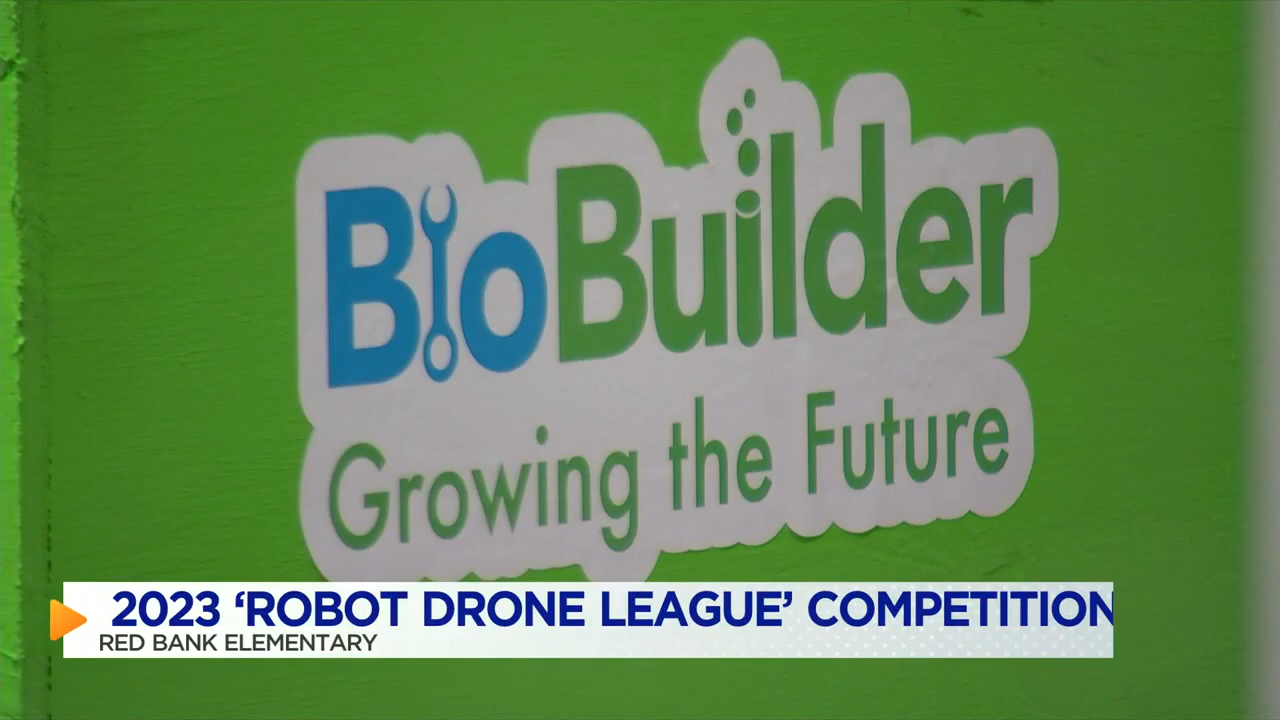 BioBuilder
Growing the Future
2023 ‘ROBOT DRONE LEAGUE’ COMPETITION
RED BANK ELEMENTARY